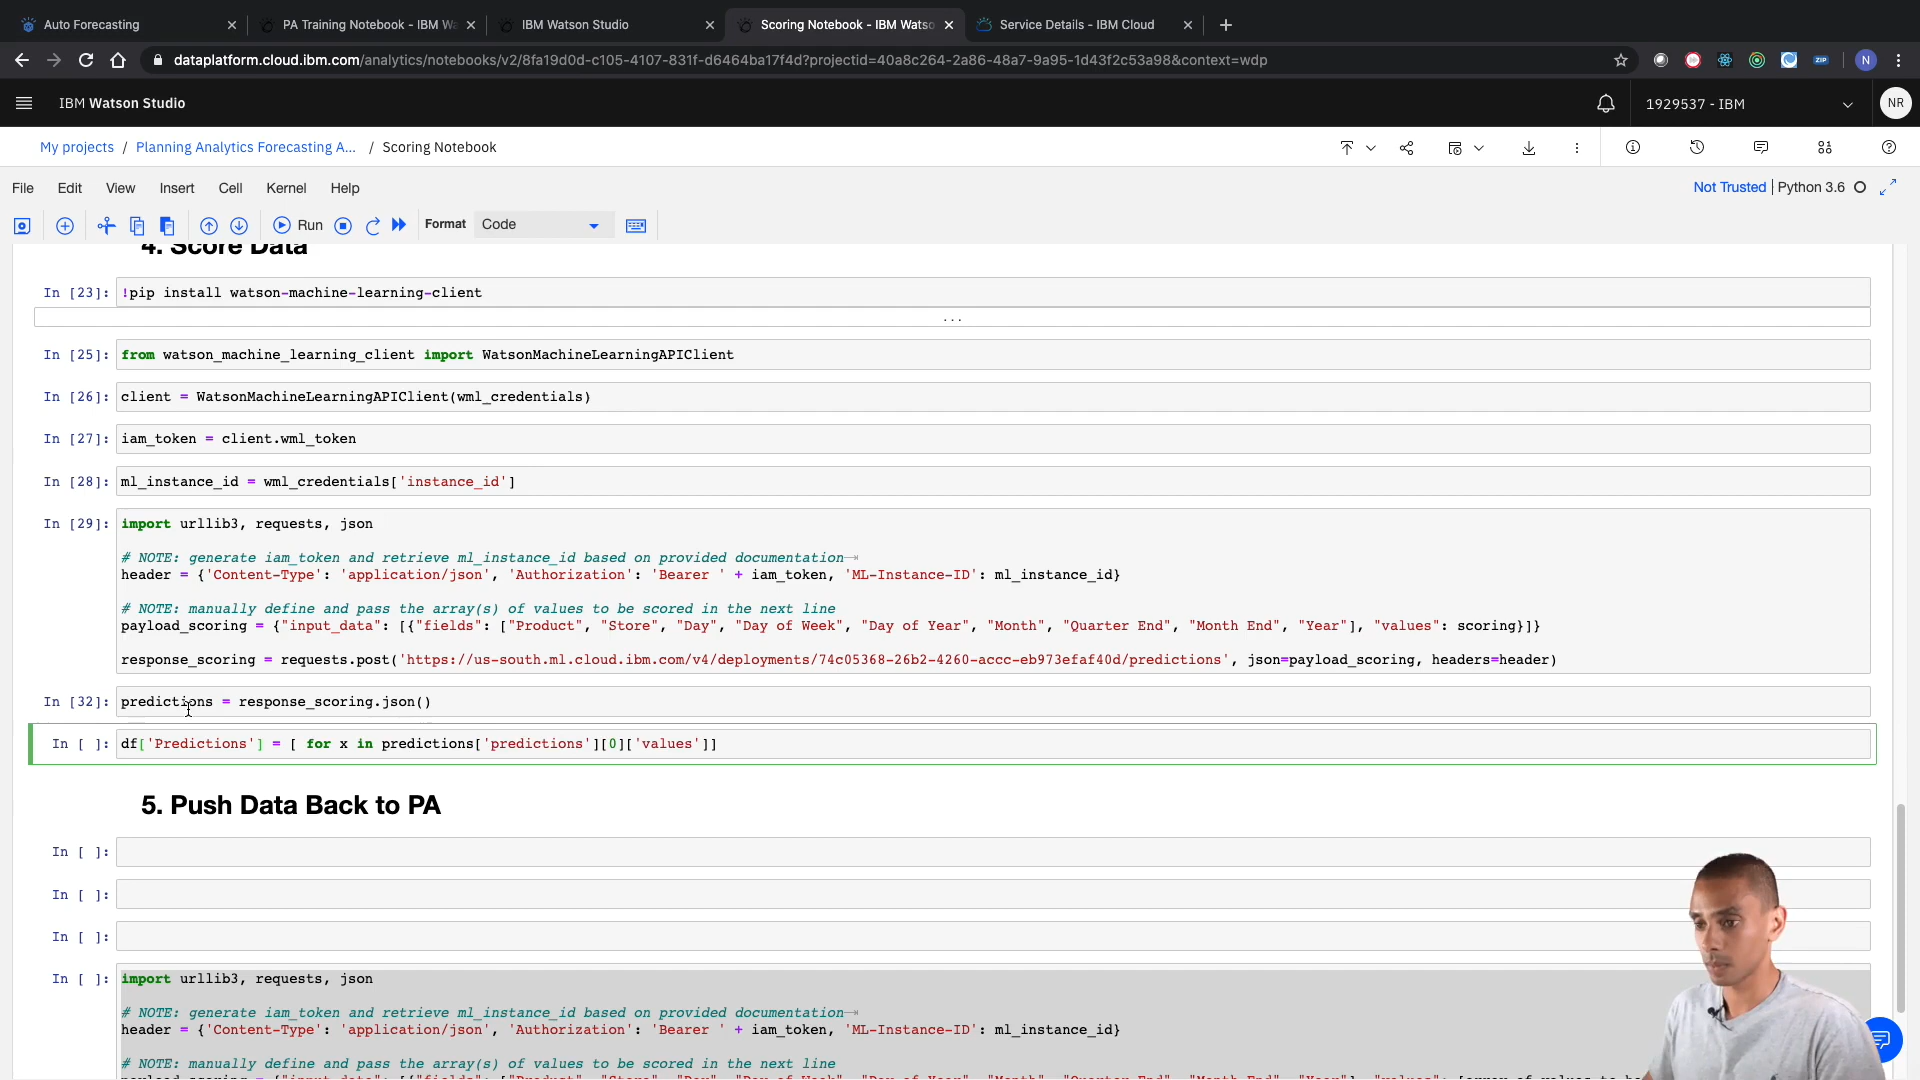 Auto Forecasting
PA Training Notebook - IBM Wa
IBM Watson Studio
Scoring Notebook - IBM Watso
Service Details - IBM Cloud
dataplatform.cloud.ibm.com/analytics/notebooks/v2/8fa19d0d-c105-4107-831f-d6464ba17f4d?projectid=40a8c264-2a86-48a7-9a95-1d43f2c53a98&context=wdp
ZIP
N
IBM Watson Studio
1929537 - IBM
NR
My projects / Planning Analytics Forecasting A... / Scoring Notebook
File Edit View Insert Cell Kernel Help
Not Trusted | Python 3.6
Run
Format
Code
4. Score Data
In [23]: !pip install watson-machine-learning-client
...
In [25]: from watson_machine_learning_client import WatsonMachineLearningAPIClient
In [26]: client = WatsonMachineLearningAPIClient(wml_credentials)
In [27]: iam_token = client.wml_token
In [28]: ml_instance_id = wml_credentials['instance_id']
In [29]: import urllib3, requests, json
# NOTE: generate iam_token and retrieve ml_instance_id based on provided documentation
header = {'Content-Type': 'application/json', 'Authorization': 'Bearer ' + iam_token, 'ML-Instance-ID': ml_instance_id}
# NOTE: manually define and pass the array(s) of values to be scored in the next line
payload_scoring = {"input_data": [{"fields": ["Product", "Store", "Day", "Day of Week", "Day of Year", "Month", "Quarter End", "Month End", "Year"], "values": scoring}]}
response_scoring = requests.post('https://us-south.ml.cloud.ibm.com/v4/deployments/74c05368-26b2-4260-accc-eb973efaf40d/predictions', json=payload_scoring, headers=header)
In [32]: predictions = response_scoring.json()
In [ ]: df['Predictions'] = [ for x in predictions['predictions'][0]['values']]
5. Push Data Back to PA
In [ ]:
In [ ]:
In [ ]:
In [ ]: import urllib3, requests, json
# NOTE: generate iam_token and retrieve ml_instance_id based on provided documentation
header = {'Content-Type': 'application/json', 'Authorization': 'Bearer ' + iam_token, 'ML-Instance-ID': ml_instance_id}
# NOTE: manually define and pass the array(s) of values to be scored in the next line